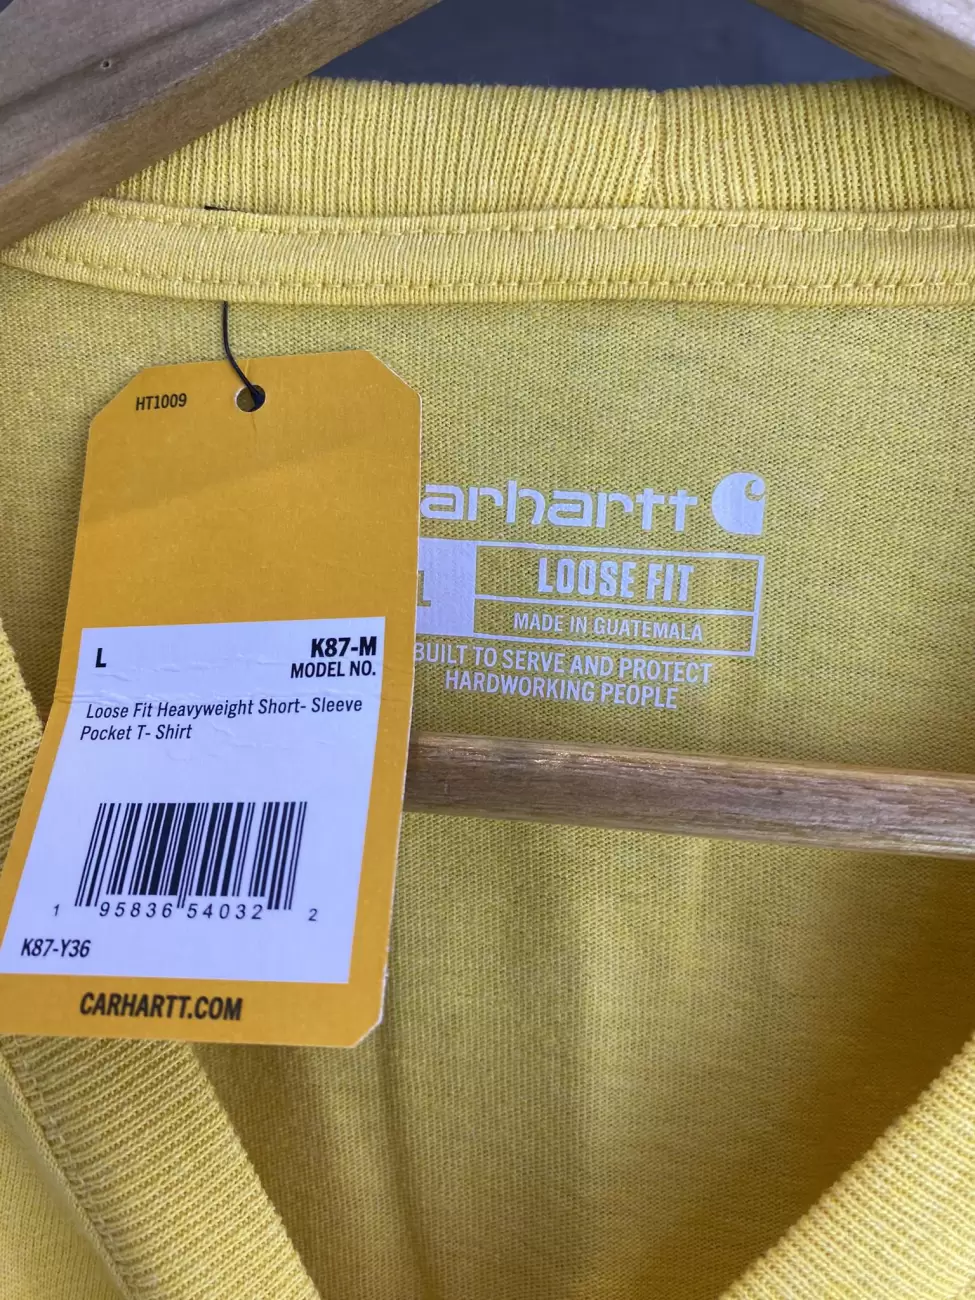 HT1009
L
K87-M
MODEL NO.
Loose Fit Heavyweight Short- Sleeve
Pocket T- Shirt
1 95836 54032 2
K87-Y36
CARHARTT.COM
arhartt
L
LOOSE FIT
MADE IN GUATEMALA
BUILT TO SERVE AND PROTECT
HARDWORKING PEOPLE